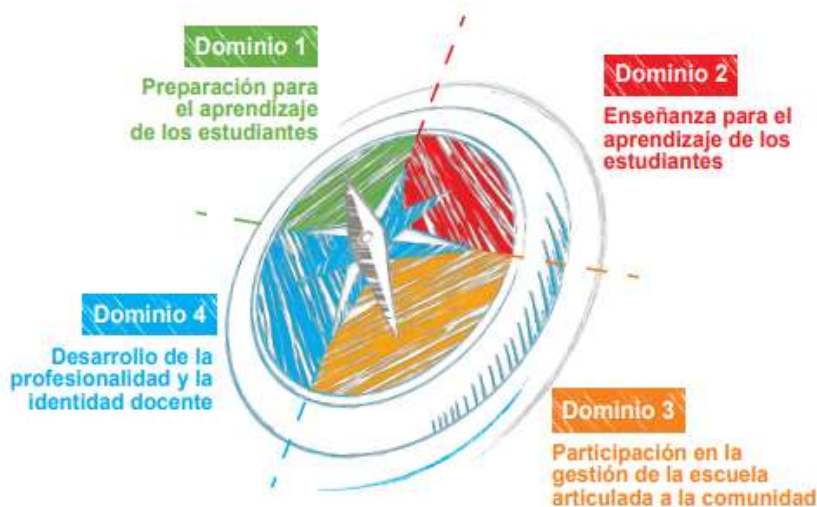 Dominio 1
Preparación para
el aprendizaje
de los estudiantes
Dominio 2
Enseñanza para el
aprendizaje de los
estudiantes
Dominio 4
Desarrollo de la
profesionalidad y la
identidad docente
Dominio 3
Participación en la
gestión de la escuela
articulada a la comunidad